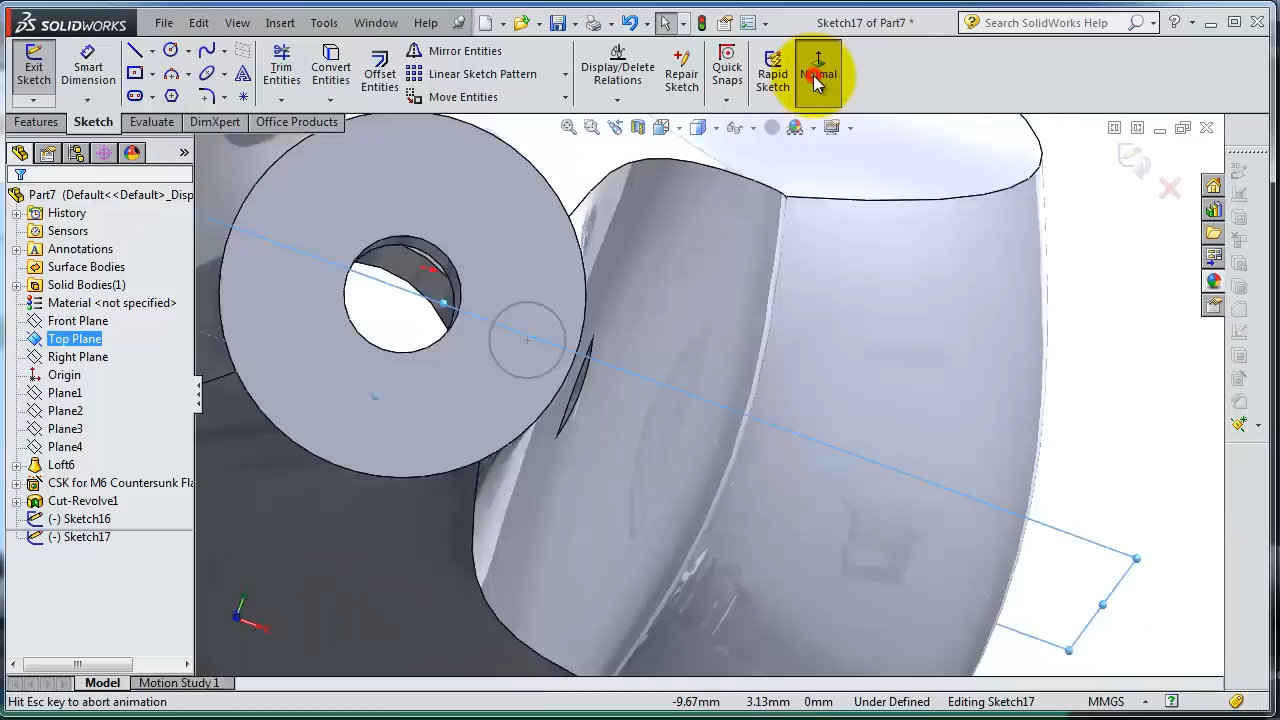 SOLIDWORKS
File
Edit
View
Insert
Tools
Window
Help
Sketch17 of Part7 *
Search SolidWorks Help
Exit Sketch
Smart Dimension
Trim Entities
Convert Entities
Offset Entities
Mirror Entities
Linear Sketch Pattern
Move Entities
Display/Delete Relations
Repair Sketch
Quick Snaps
Rapid Sketch
Normal
Features
Sketch
Evaluate
DimXpert
Office Products
Part7 (Default<<Default>_Disp
History
Sensors
Annotations
Surface Bodies
Solid Bodies(1)
Material <not specified>
Front Plane
Top Plane
Right Plane
Origin
Plane1
Plane2
Plane3
Plane4
Loft6
CSK for M6 Countersunk Fla
Cut-Revolve1
(-) Sketch16
(-) Sketch17
Model
Motion Study 1
Hit Esc key to abort animation
-9.67mm
3.13mm
0mm
Under Defined
Editing Sketch17
MMGS